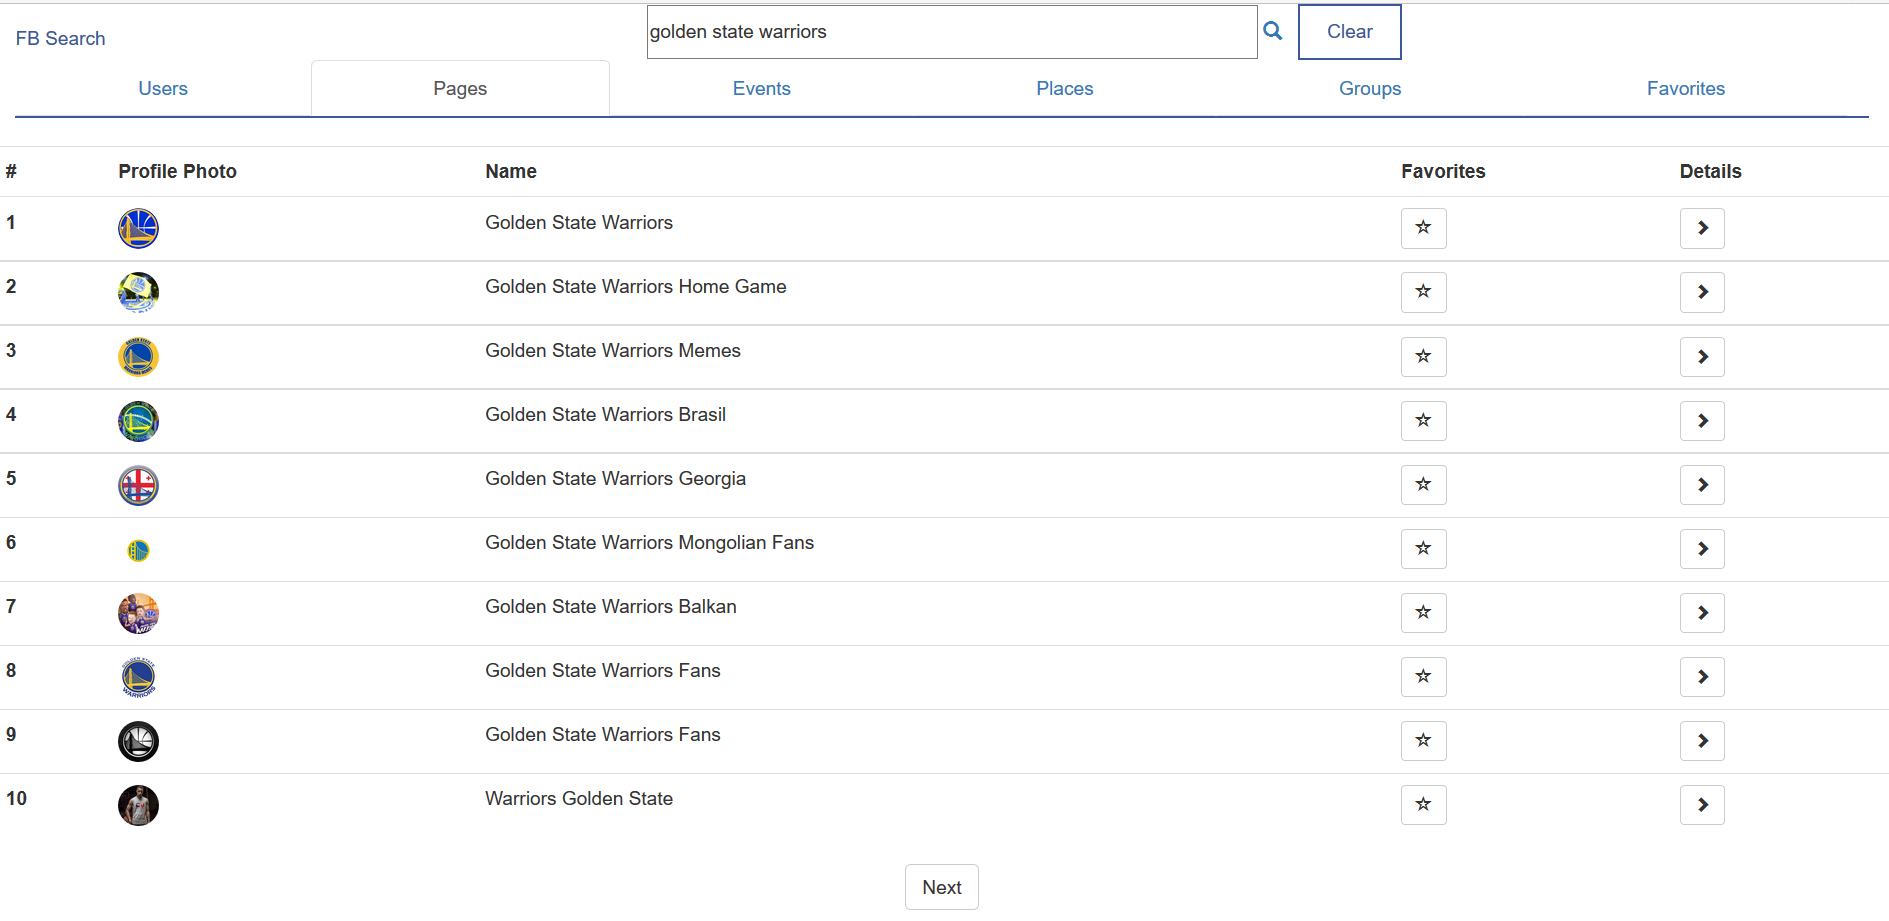 FB Search
golden state warriors
Clear
Users Pages Events Places Groups Favorites
# Profile Photo Name Favorites Details
1 Golden State Warriors
2 Golden State Warriors Home Game
3 Golden State Warriors Memes
4 Golden State Warriors Brasil
5 Golden State Warriors Georgia
6 Golden State Warriors Mongolian Fans
7 Golden State Warriors Balkan
8 Golden State Warriors Fans
9 Golden State Warriors Fans
10 Warriors Golden State
Next